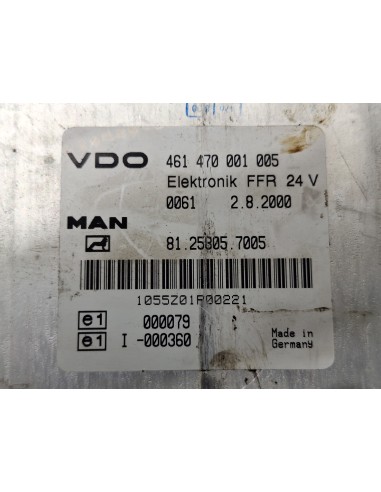 VDO 461 470 001 005
Elektronik FFR 24 V
0061 2.8.2000
MAN
81.25805.7005
1055Z01R00221
e1 000079
e1 I -000360
Made in
Germany